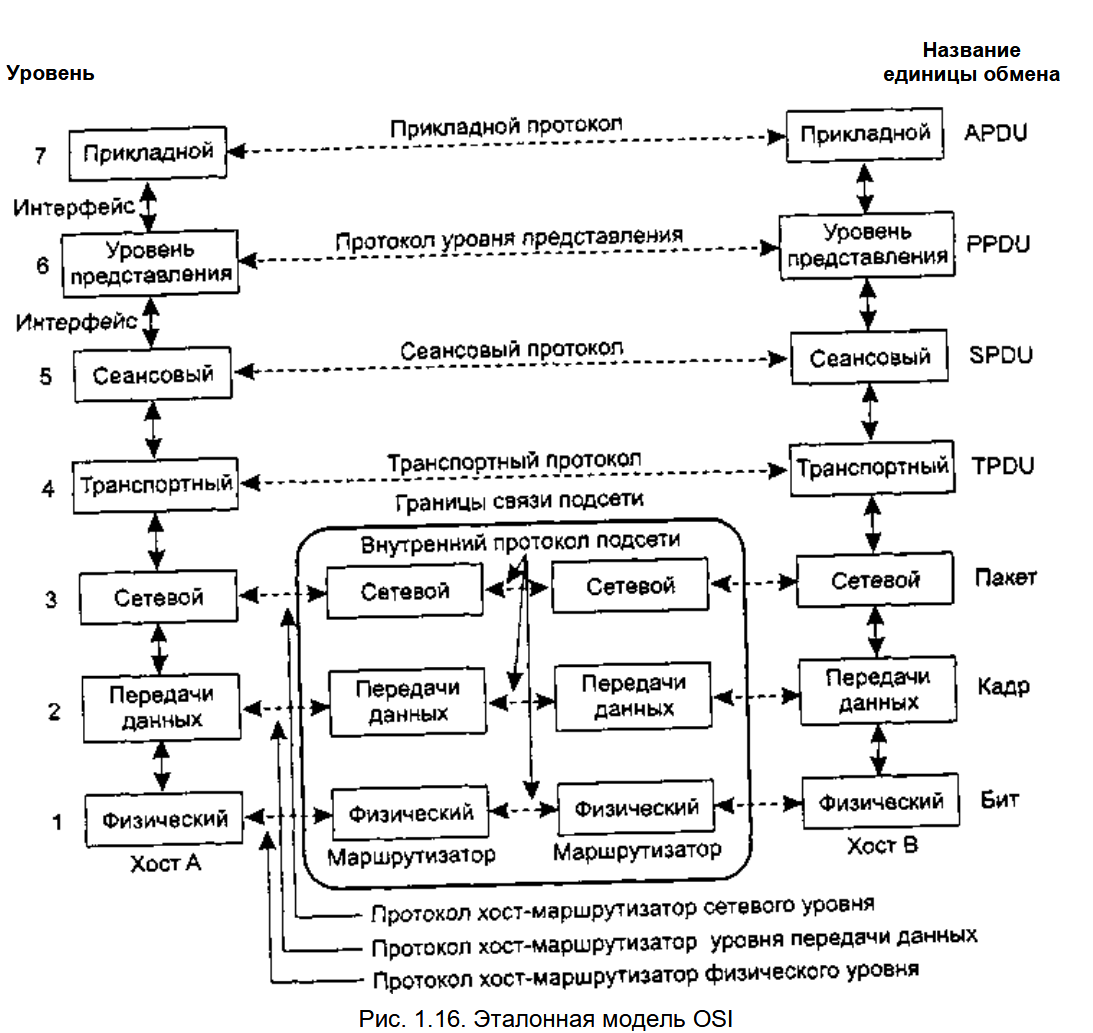 Уровень
Название
единицы обмена
Прикладной протокол
7
Прикладной
Прикладной
APDU
Интерфейс
6
Уровень
представления
Протокол уровня представления
Уровень
представления
PPDU
Интерфейс
5
Сеансовый
Сеансовый протокол
Сеансовый
SPDU
4
Транспортный
Транспортный протокол
Транспортный
TPDU
Границы связи подсети
Внутренний протокол подсети
3
Сетевой
Сетевой
Сетевой
Сетевой
Пакет
2
Передачи
данных
Передачи
данных
Передачи
данных
Передачи
данных
Кадр
1
Физический
Физический
Физический
Физический
Бит
Хост A
Маршрутизатор
Маршрутизатор
Хост B
Протокол хост-маршрутизатор сетевого уровня
Протокол хост-маршрутизатор уровня передачи данных
Протокол хост-маршрутизатор физического уровня
Рис. 1.16. Эталонная модель OSI